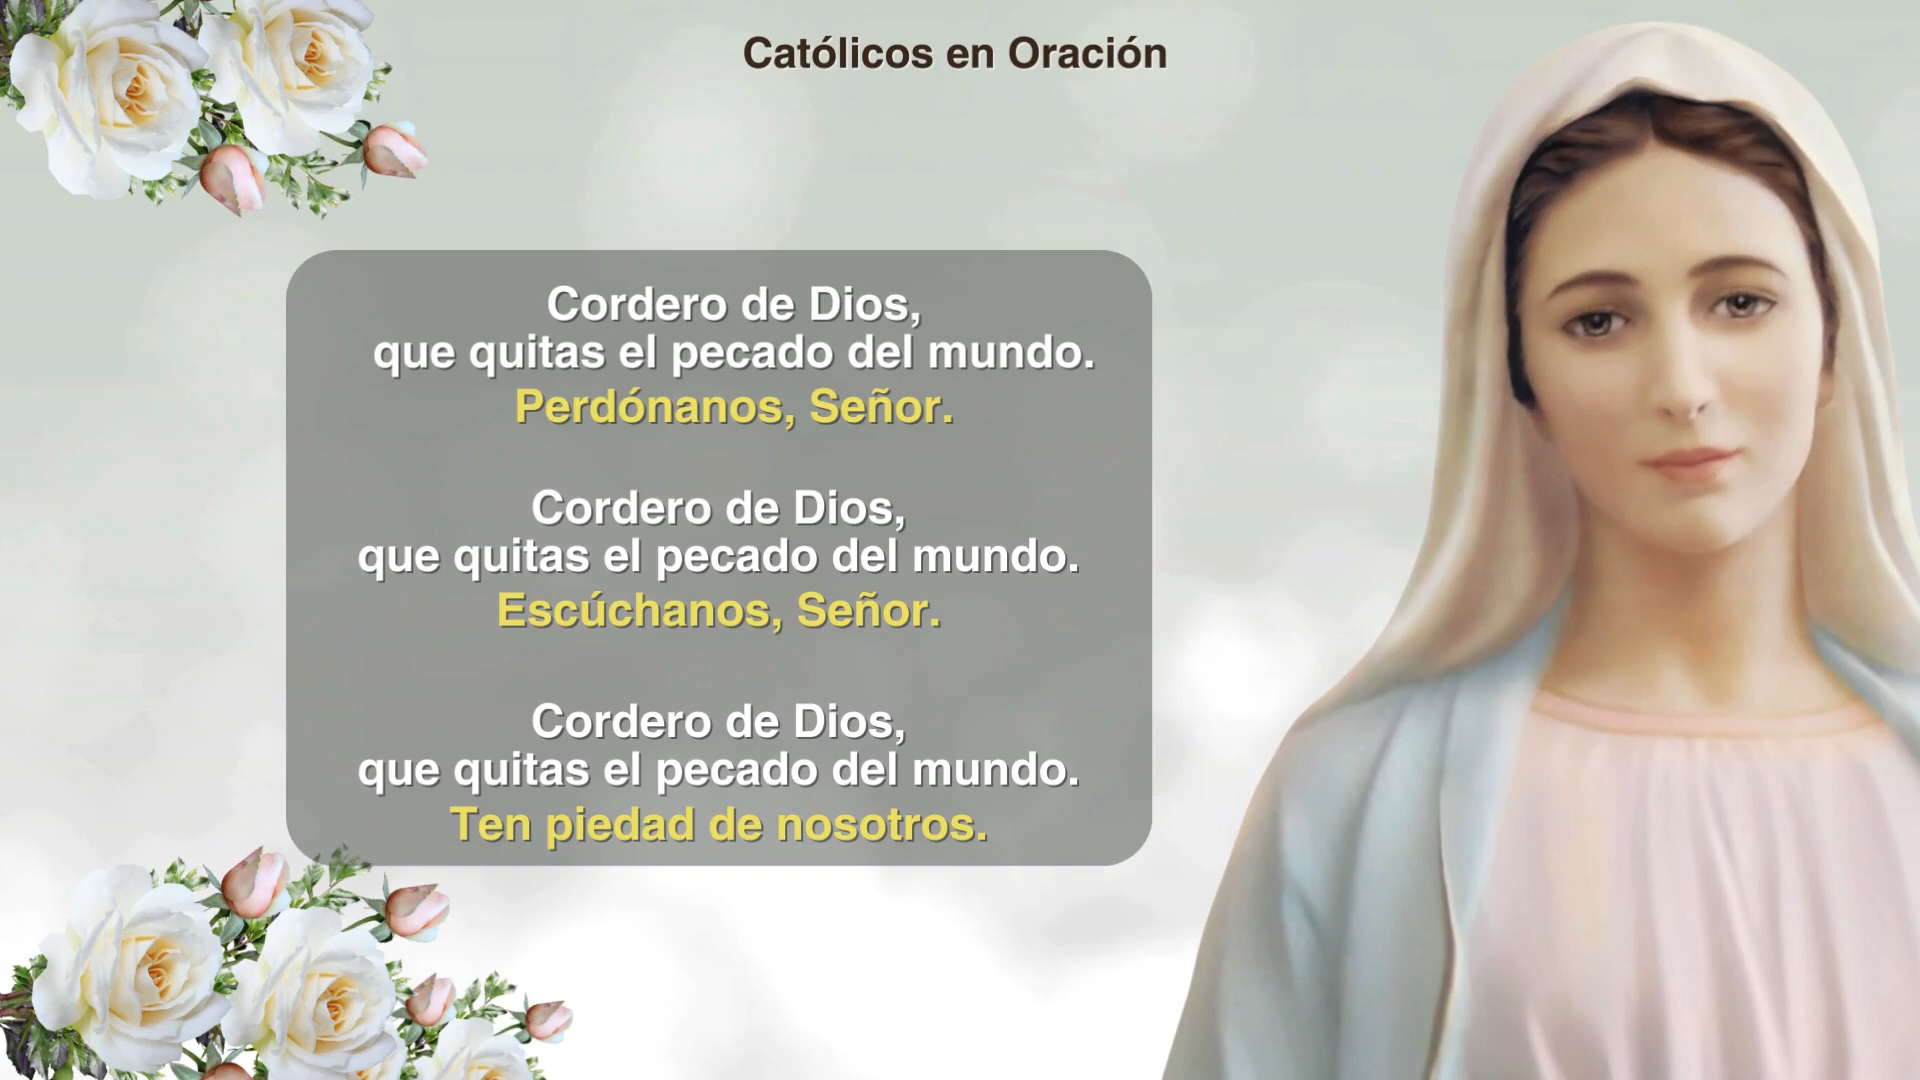 Católicos en Oración
Cordero de Dios,
que quitas el pecado del mundo.
Perdónanos, Señor.
Cordero de Dios,
que quitas el pecado del mundo.
Escúchanos, Señor.
Cordero de Dios,
que quitas el pecado del mundo.
Ten piedad de nosotros.